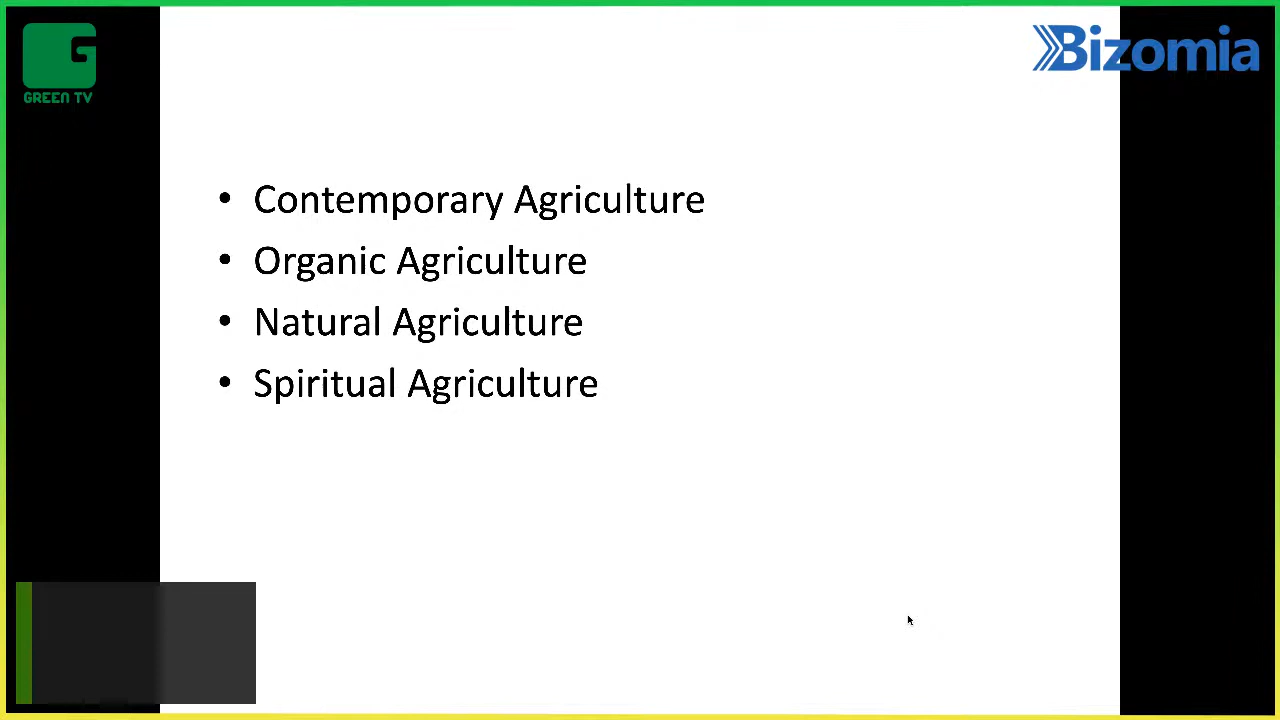 GREEN TV
Bizomia
• Contemporary Agriculture
• Organic Agriculture
• Natural Agriculture
• Spiritual Agriculture